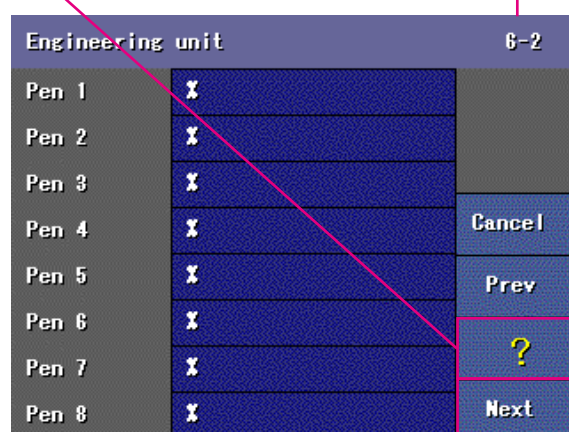 Engineering unit 6-2
Pen 1 %
Pen 2 %
Pen 3 %
Pen 4 %
Cancel
Pen 5 %
Prev
Pen 6 %
?
Pen 7 %
Pen 8 %
Next